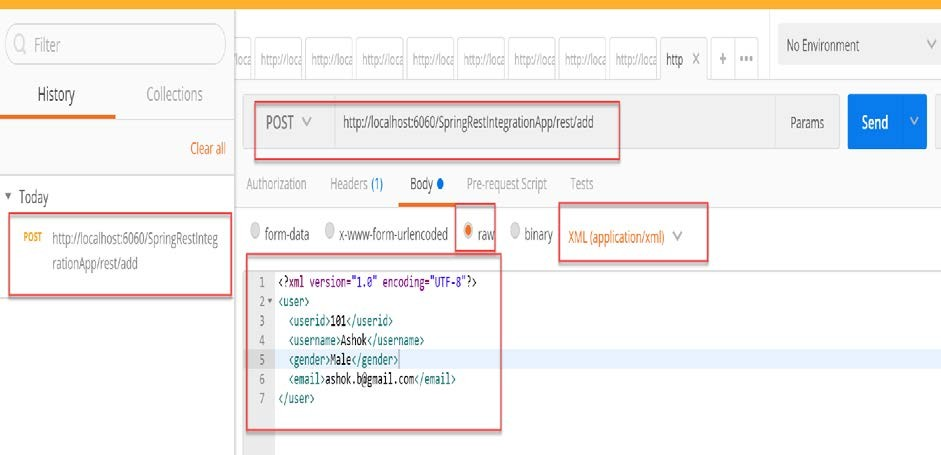 Filter
History Collections
Clear all
Today
POST http://localhost:6060/SpringRestInteg
rationApp/rest/add
http://loca http://loca http://loca http://loca http://loca http://loca http://loca http://loca http X + •••
No Environment
POST http://localhost:6060/SpringRestIntegrationApp/rest/add Params Send
Authorization Headers (1) Body Pre-request Script Tests
form-data x-www-form-urlencoded raw binary XML (application/xml)
1 <?xml version="1.0" encoding="UTF-8"?>
2 <user>
3 <userid>101</userid>
4 <username>Ashok</username>
5 <gender>Male</gender>
6 <email>ashok.b@gmail.com</email>
7 </user>